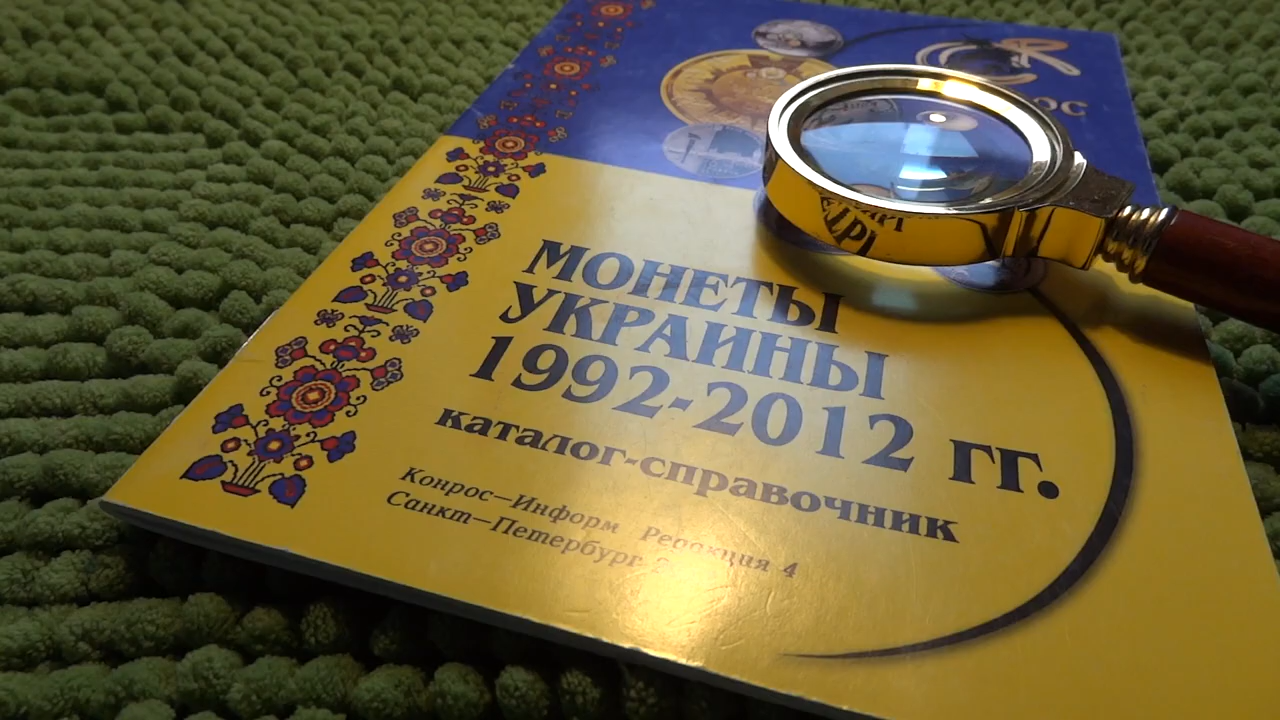 МОНЕТЫ
УКРАИНЫ
1992-2012 гг.
каталог-справочник
Конрос–Информ Редакция 4
Санкт–Петербург